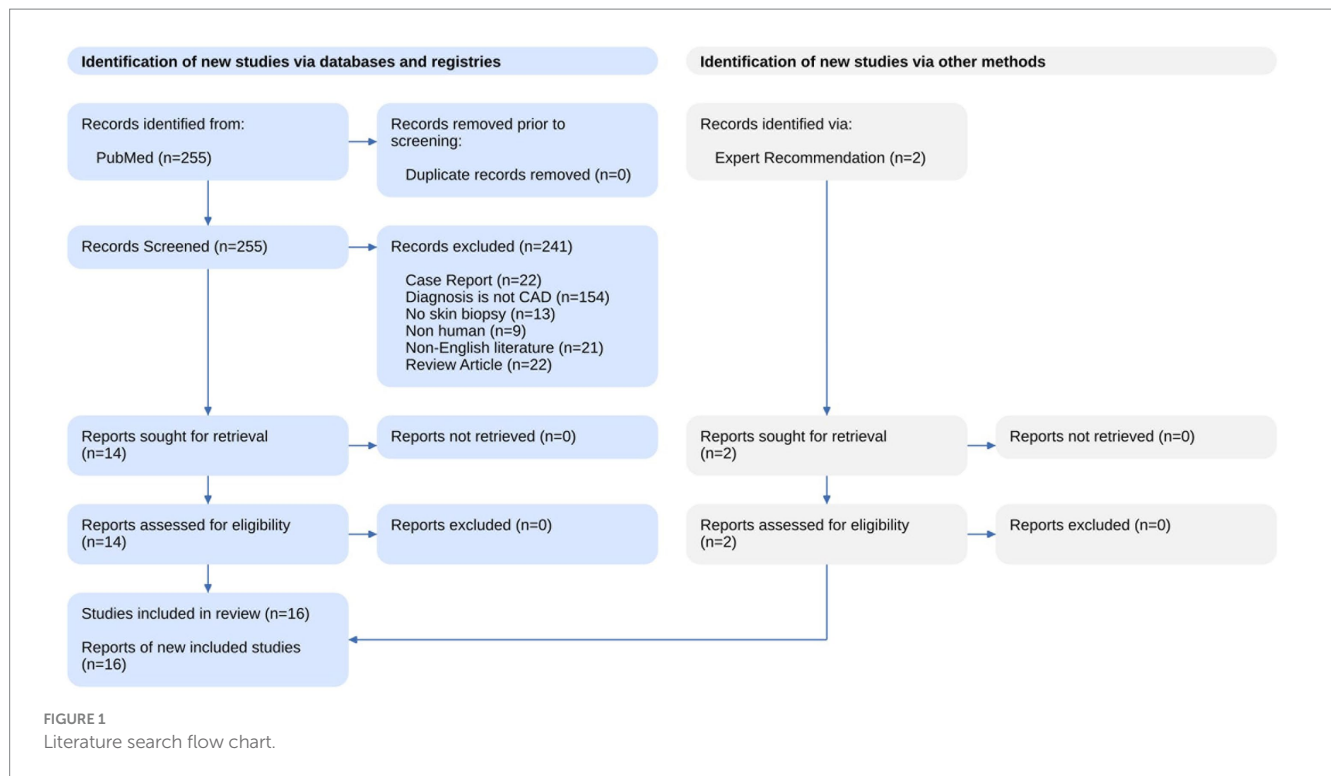 Identification of new studies via databases and registries
Identification of new studies via other methods
Records identified from:
PubMed (n=255)
Records removed prior to
screening:
Duplicate records removed (n=0)
Records identified via:
Expert Recommendation (n=2)
Records Screened (n=255)
Records excluded (n=241)
Case Report (n=22)
Diagnosis is not CAD (n=154)
No skin biopsy (n=13)
Non human (n=9)
Non-English literature (n=21)
Review Article (n=22)
Reports sought for retrieval
(n=14)
Reports not retrieved (n=0)
Reports sought for retrieval
(n=2)
Reports not retrieved (n=0)
Reports assessed for eligibility
(n=14)
Reports excluded (n=0)
Reports assessed for eligibility
(n=2)
Reports excluded (n=0)
Studies included in review (n=16)
Reports of new included studies
(n=16)
FIGURE 1
Literature search flow chart.